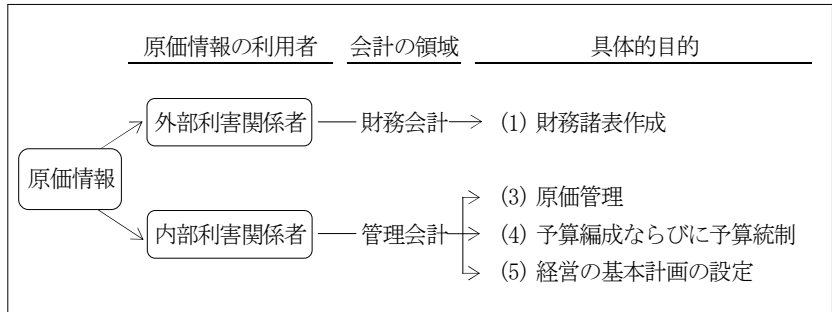 原価情報の利用者 会計の領域 具体的目的
外部利害関係者 財務会計 (1) 財務諸表作成
原価情報
(3) 原価管理
内部利害関係者 管理会計 (4) 予算編成ならびに予算統制
(5) 経営の基本計画の設定